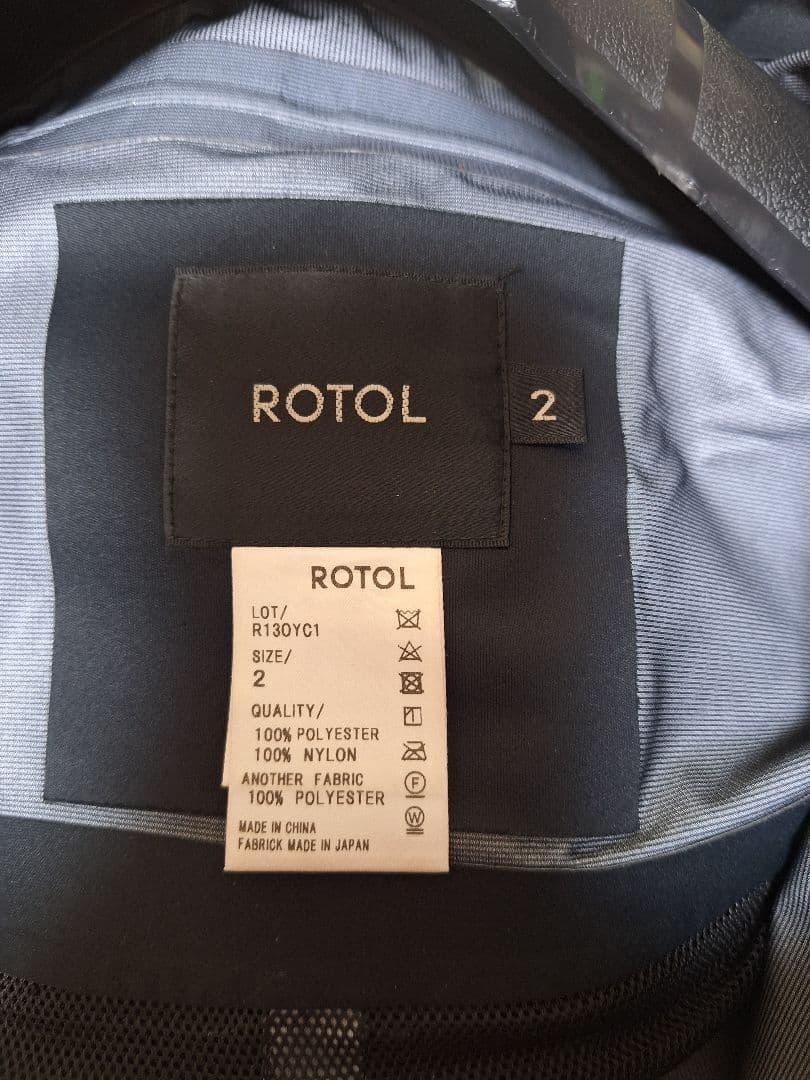 ROTOL
2
ROTOL
LOT/
R130YC1
SIZE/
2
QUALITY/
100% POLYESTER
100% NYLON
ANOTHER FABRIC
100% POLYESTER
MADE IN CHINA
FABRICK MADE IN JAPAN
F
W